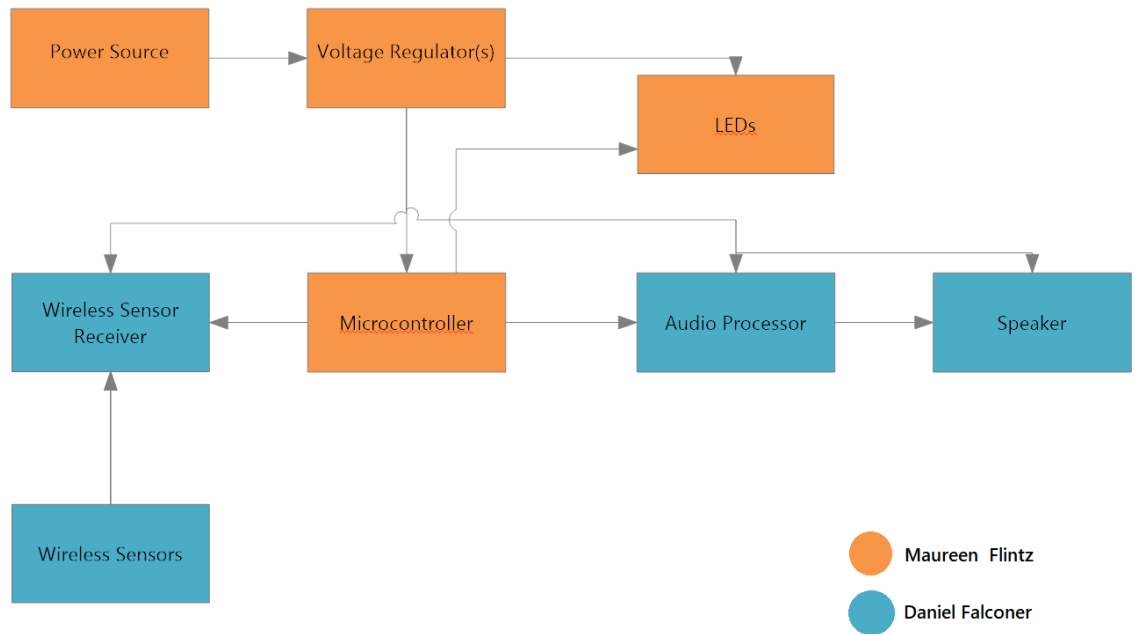 Power Source
Voltage Regulator(s)
LEDs
Wireless Sensor
Receiver
Microcontroller
Audio Processor
Speaker
Wireless Sensors
Maureen Flintz
Daniel Falconer